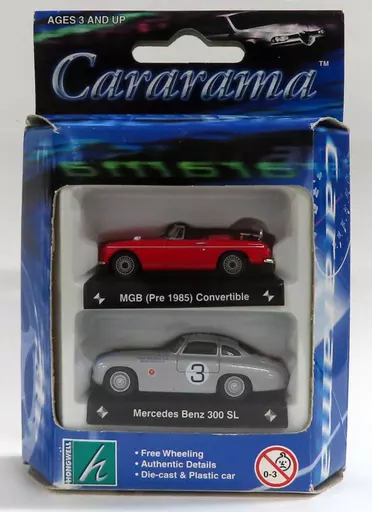 AGES 3 AND UP
Cararama™
MGB (Pre 1985) Convertible
3
Mercedes Benz 300 SL
HONGWELL
h
• Free Wheeling
• Authentic Details
• Die-cast & Plastic car
0-3
Cararama